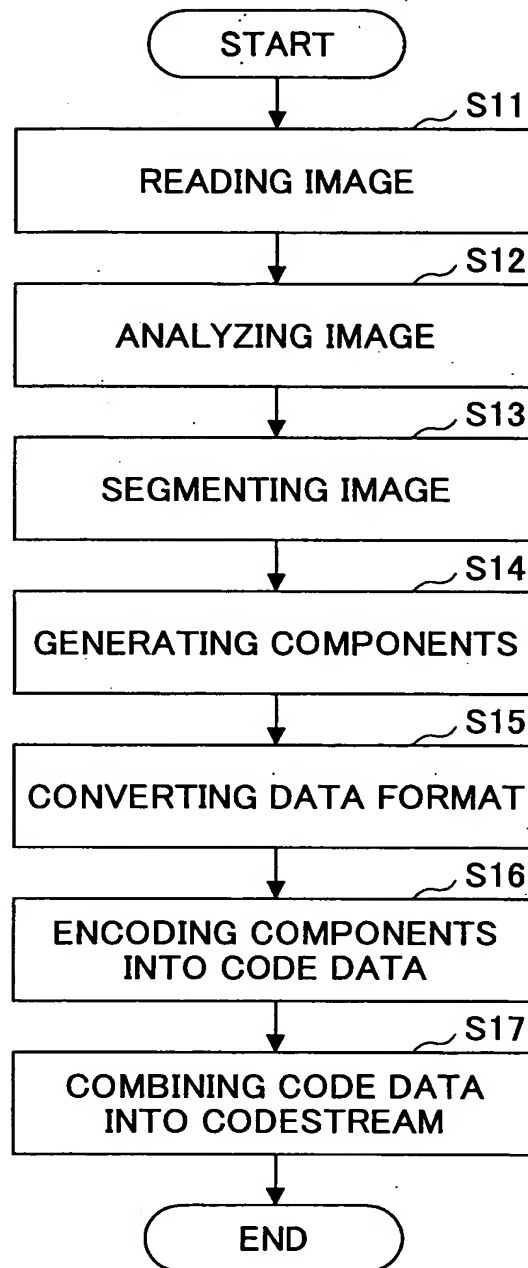 START
S11
READING IMAGE
S12
ANALYZING IMAGE
S13
SEGMENTING IMAGE
S14
GENERATING COMPONENTS
S15
CONVERTING DATA FORMAT
S16
ENCODING COMPONENTS
INTO CODE DATA
S17
COMBINING CODE DATA
INTO CODESTREAM
END